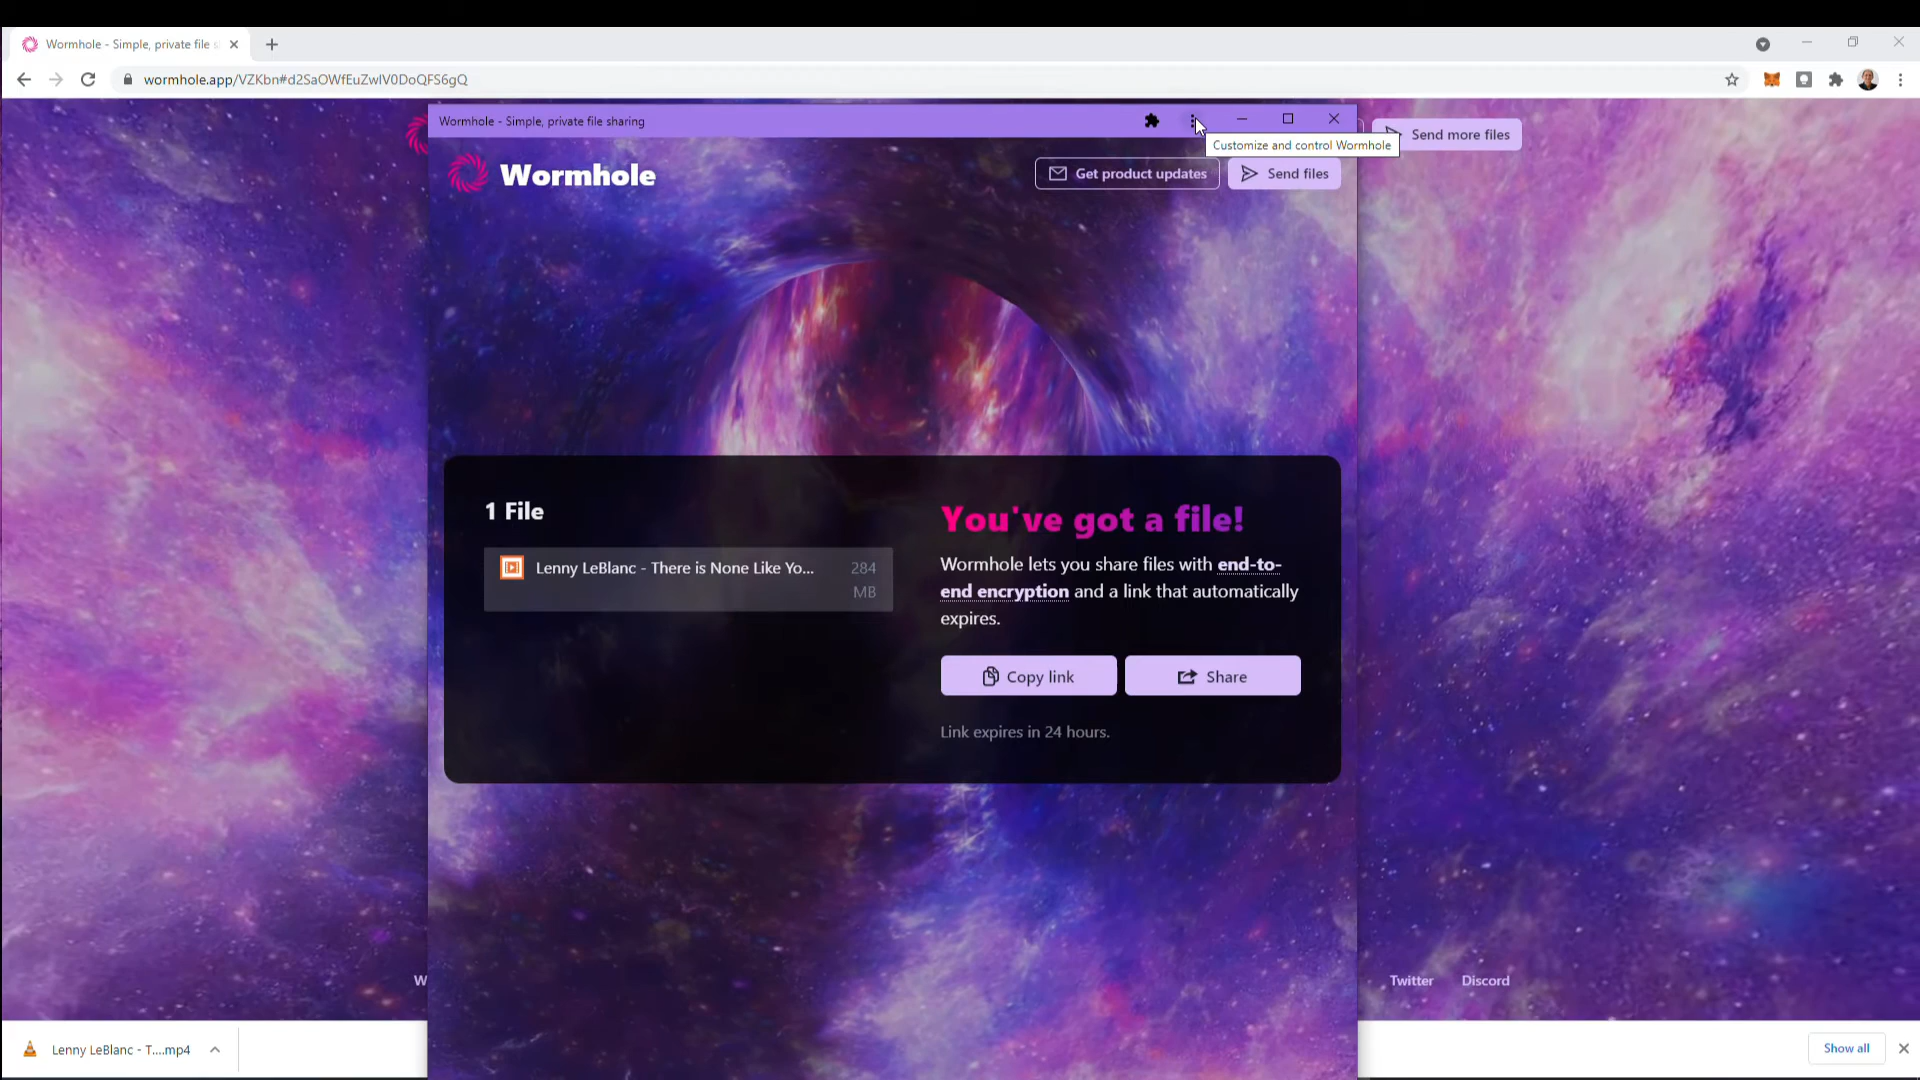 Wormhole - Simple, private file s
wormhole.app/VZKbn#d2SaOWfEuZwlV0DoQFS6gQ
Wormhole - Simple, private file sharing
Customize and control Wormhole
Send more files
Wormhole
Get product updates
Send files
1 File
Lenny LeBlanc - There is None Like Yo...
284
MB
You've got a file!
Wormhole lets you share files with end-to-
end encryption and a link that automatically
expires.
Copy link
Share
Link expires in 24 hours.
W
Twitter
Discord
Lenny LeBlanc - T....mp4
Show all